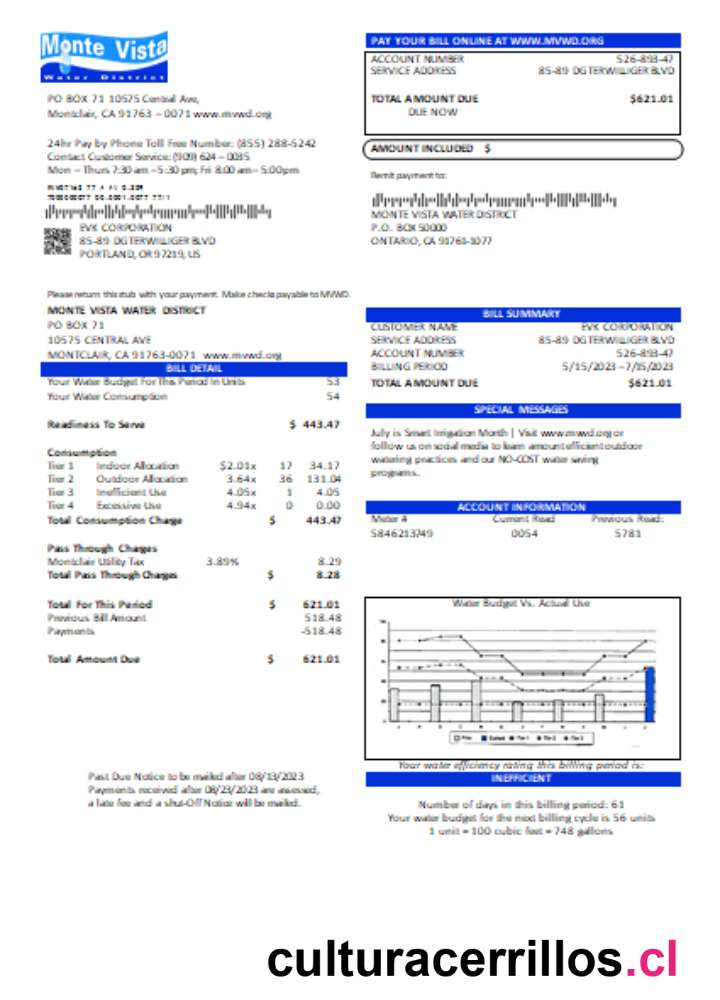 Monte Vista
Water District
PO BOX 71 10575 Central Ave,
Montclair, CA 91763 – 0071 www.mvwd.org
24hr Pay by Phone Toll Free Number: (855) 288-5242
Contact Customer Service: (909) 624 – 0035
Mon – Thurs 7:30 am – 5:30 pm; Fri 8:00 am – 5:00pm
EVK CORPORATION
85-89 DGTERWILLIGER BLVD
PORTLAND, OR 97219, US
PAY YOUR BILL ONLINE AT WWW.MVWD.ORG
ACCOUNT NUMBER 526-893-47
SERVICE ADDRESS 85-89 DGTERWILLIGER BLVD
TOTAL AMOUNT DUE $621.01
DUE NOW
AMOUNT INCLUDED $
Remit payment to:
MONTE VISTA WATER DISTRICT
P.O. BOX 50000
ONTARIO, CA 91761-1077
Please return this stub with your payment. Make checks payable to MVWD.
MONTE VISTA WATER DISTRICT
PO BOX 71
10575 CENTRAL AVE
MONTCLAIR, CA 91763-0071 www.mvwd.org
BILL DETAIL
Your Water Budget For This Period In Units 53
Your Water Consumption 54
Readiness To Serve $ 443.47
Consumption
Tier 1 Indoor Allocation $2.01x 17 34.17
Tier 2 Outdoor Allocation 3.64x 36 131.04
Tier 3 Inefficient Use 4.05x 1 4.05
Tier 4 Excessive Use 4.94x 0 0.00
Total Consumption Charge $ 443.47
Pass Through Charges
Montclair Utility Tax 3.89% 8.29
Total Pass Through Charges $ 8.28
Total For This Period $ 621.01
Previous Bill Amount 518.48
Payments -518.48
Total Amount Due $ 621.01
Past Due Notice to be mailed after 08/13/2023
Payments received after 08/23/2023 are assessed,
a late fee and a shut-Off Notice will be mailed.
BILL SUMMARY
CUSTOMER NAME EVK CORPORATION
SERVICE ADDRESS 85-89 DGTERWILLIGER BLVD
ACCOUNT NUMBER 526-893-47
BILLING PERIOD 5/15/2023 – 7/15/2023
TOTAL AMOUNT DUE $621.01
SPECIAL MESSAGES
July is Smart Irrigation Month | Visit www.mvwd.org or
follow us on social media to learn amount efficient outdoor
watering practices and our NO-COST water saving
programs.
ACCOUNT INFORMATION
Meter # Current Read Previous Read:
5846213749 0054 5781
Water Budget Vs. Actual Use
Your water efficiency rating this billing period is:
INEFFICIENT
Number of days in this billing period: 61
Your water budget for the next billing cycle is 56 units
1 unit = 100 cubic feet = 748 gallons
culturacerrillos.cl